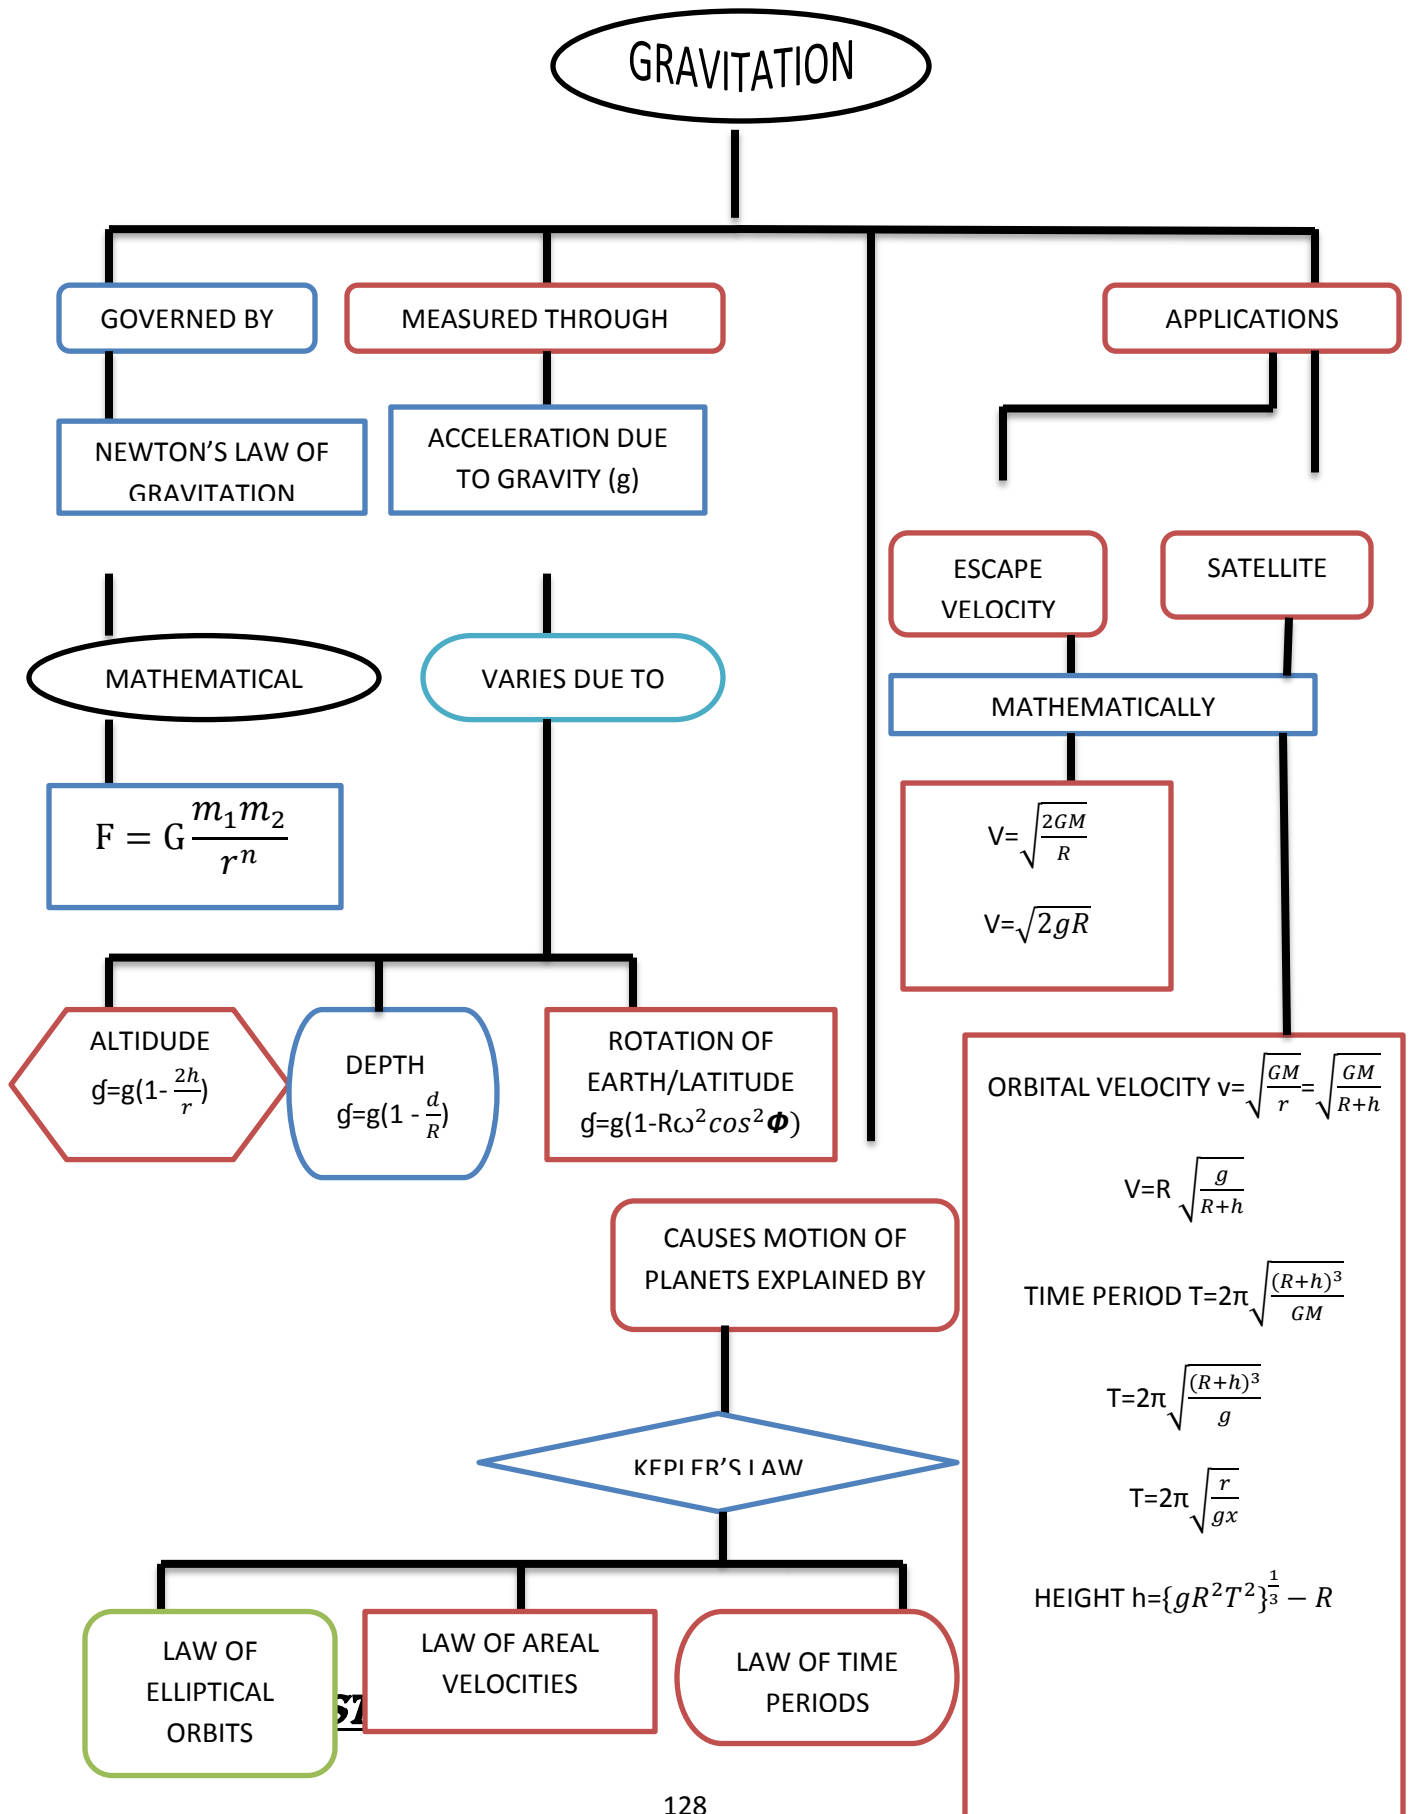 GRAVITATION
GOVERNED BY
MEASURED THROUGH
APPLICATIONS
NEWTON'S LAW OF
GRAVITATION
ACCELERATION DUE
TO GRAVITY (g)
ESCAPE
VELOCITY
SATELLITE
MATHEMATICAL
VARIES DUE TO
MATHEMATICALLY
F = G m₁m₂/rⁿ
V=√(2GM/R)
V=√(2gR)
ALTIDUDE
ɠ=g(1- 2h/r)
DEPTH
ɠ=g(1 - d/R)
ROTATION OF
EARTH/LATITUDE
ɠ=g(1-Rω²cos²Φ)
ORBITAL VELOCITY v=√(GM/r)=√(GM/(R+h))
V=R √(g/(R+h))
TIME PERIOD T=2π√((R+h)³/GM)
T=2π√((R+h)³/g)
T=2π√(r/gx)
HEIGHT h={gR²T²}^(1/3) − R
CAUSES MOTION OF
PLANETS EXPLAINED BY
KEPLER'S LAW
LAW OF
ELLIPTICAL
ORBITS
LAW OF AREAL
VELOCITIES
LAW OF TIME
PERIODS
128